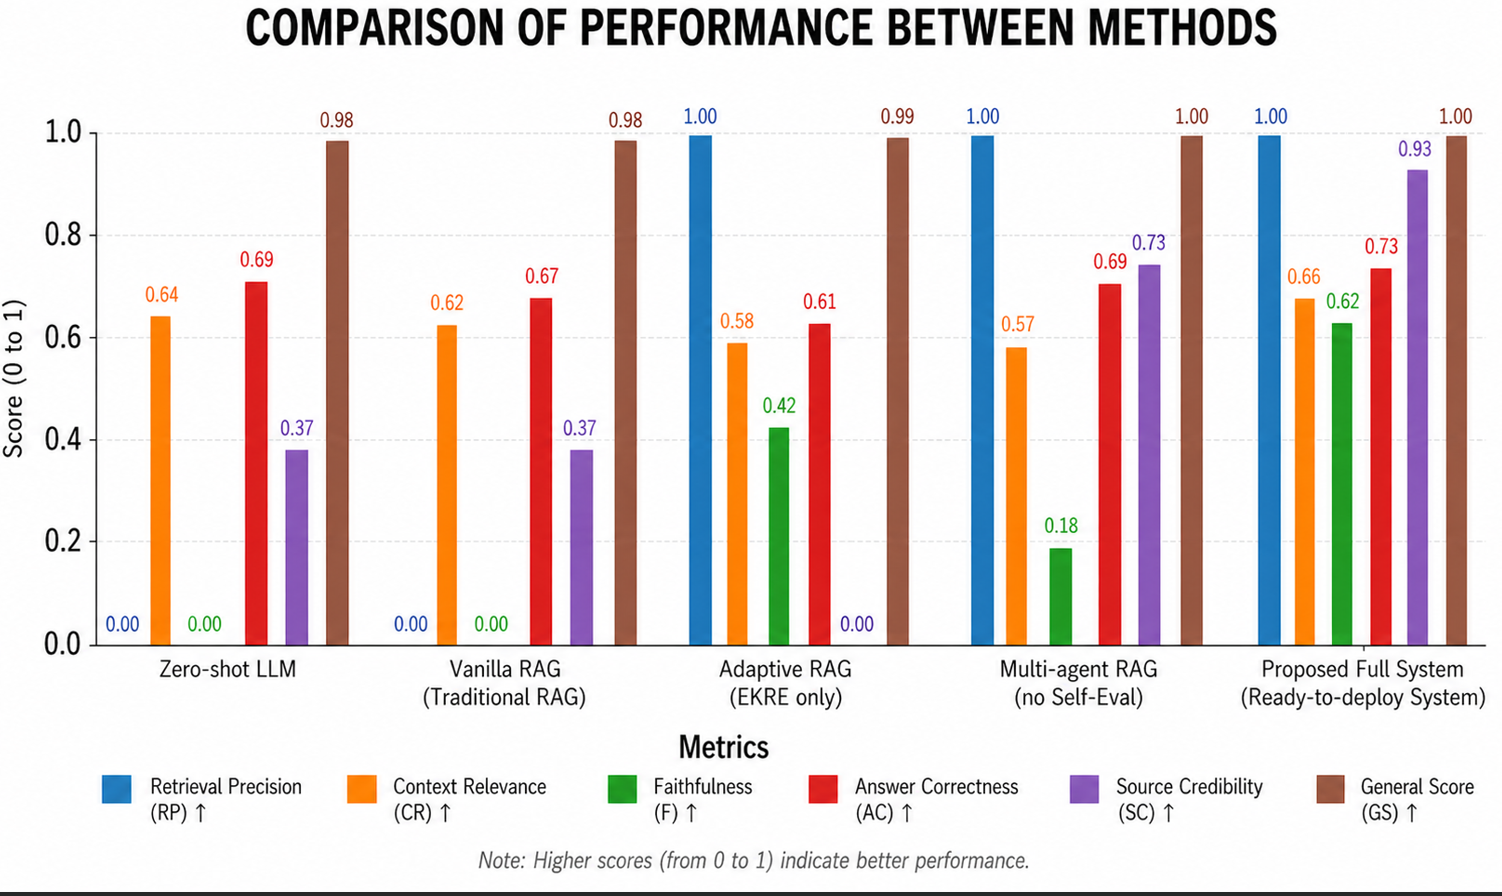 COMPARISON OF PERFORMANCE BETWEEN METHODS
Score (0 to 1)
1.0
0.8
0.6
0.4
0.2
0.0
0.00
0.64
0.00
0.69
0.37
0.98
0.00
0.62
0.00
0.67
0.37
0.98
1.00
0.58
0.42
0.61
0.00
0.99
1.00
0.57
0.18
0.69
0.73
1.00
1.00
0.66
0.62
0.73
0.93
1.00
Zero-shot LLM
Vanilla RAG
(Traditional RAG)
Adaptive RAG
(EKRE only)
Multi-agent RAG
(no Self-Eval)
Proposed Full System
(Ready-to-deploy System)
Metrics
Retrieval Precision
(RP) ↑
Context Relevance
(CR) ↑
Faithfulness
(F) ↑
Answer Correctness
(AC) ↑
Source Credibility
(SC) ↑
General Score
(GS) ↑
Note: Higher scores (from 0 to 1) indicate better performance.